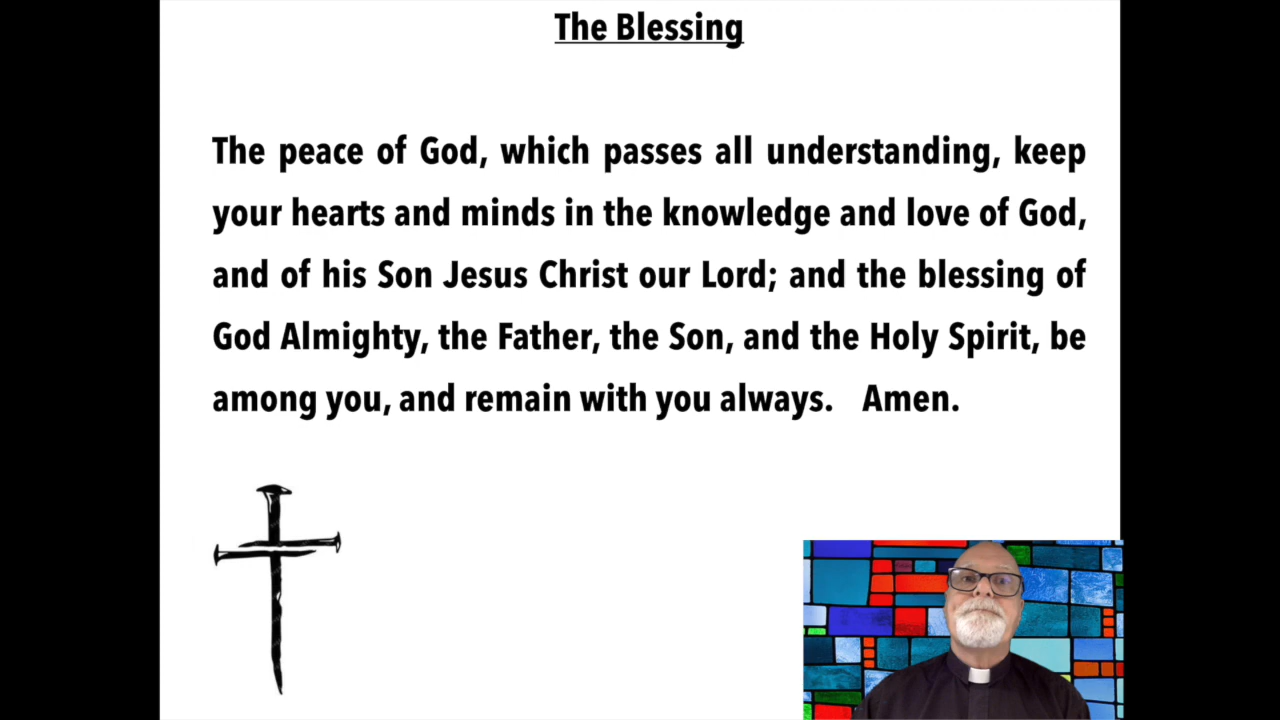 The Blessing
The peace of God, which passes all understanding, keep
your hearts and minds in the knowledge and love of God,
and of his Son Jesus Christ our Lord; and the blessing of
God Almighty, the Father, the Son, and the Holy Spirit, be
among you, and remain with you always. Amen.